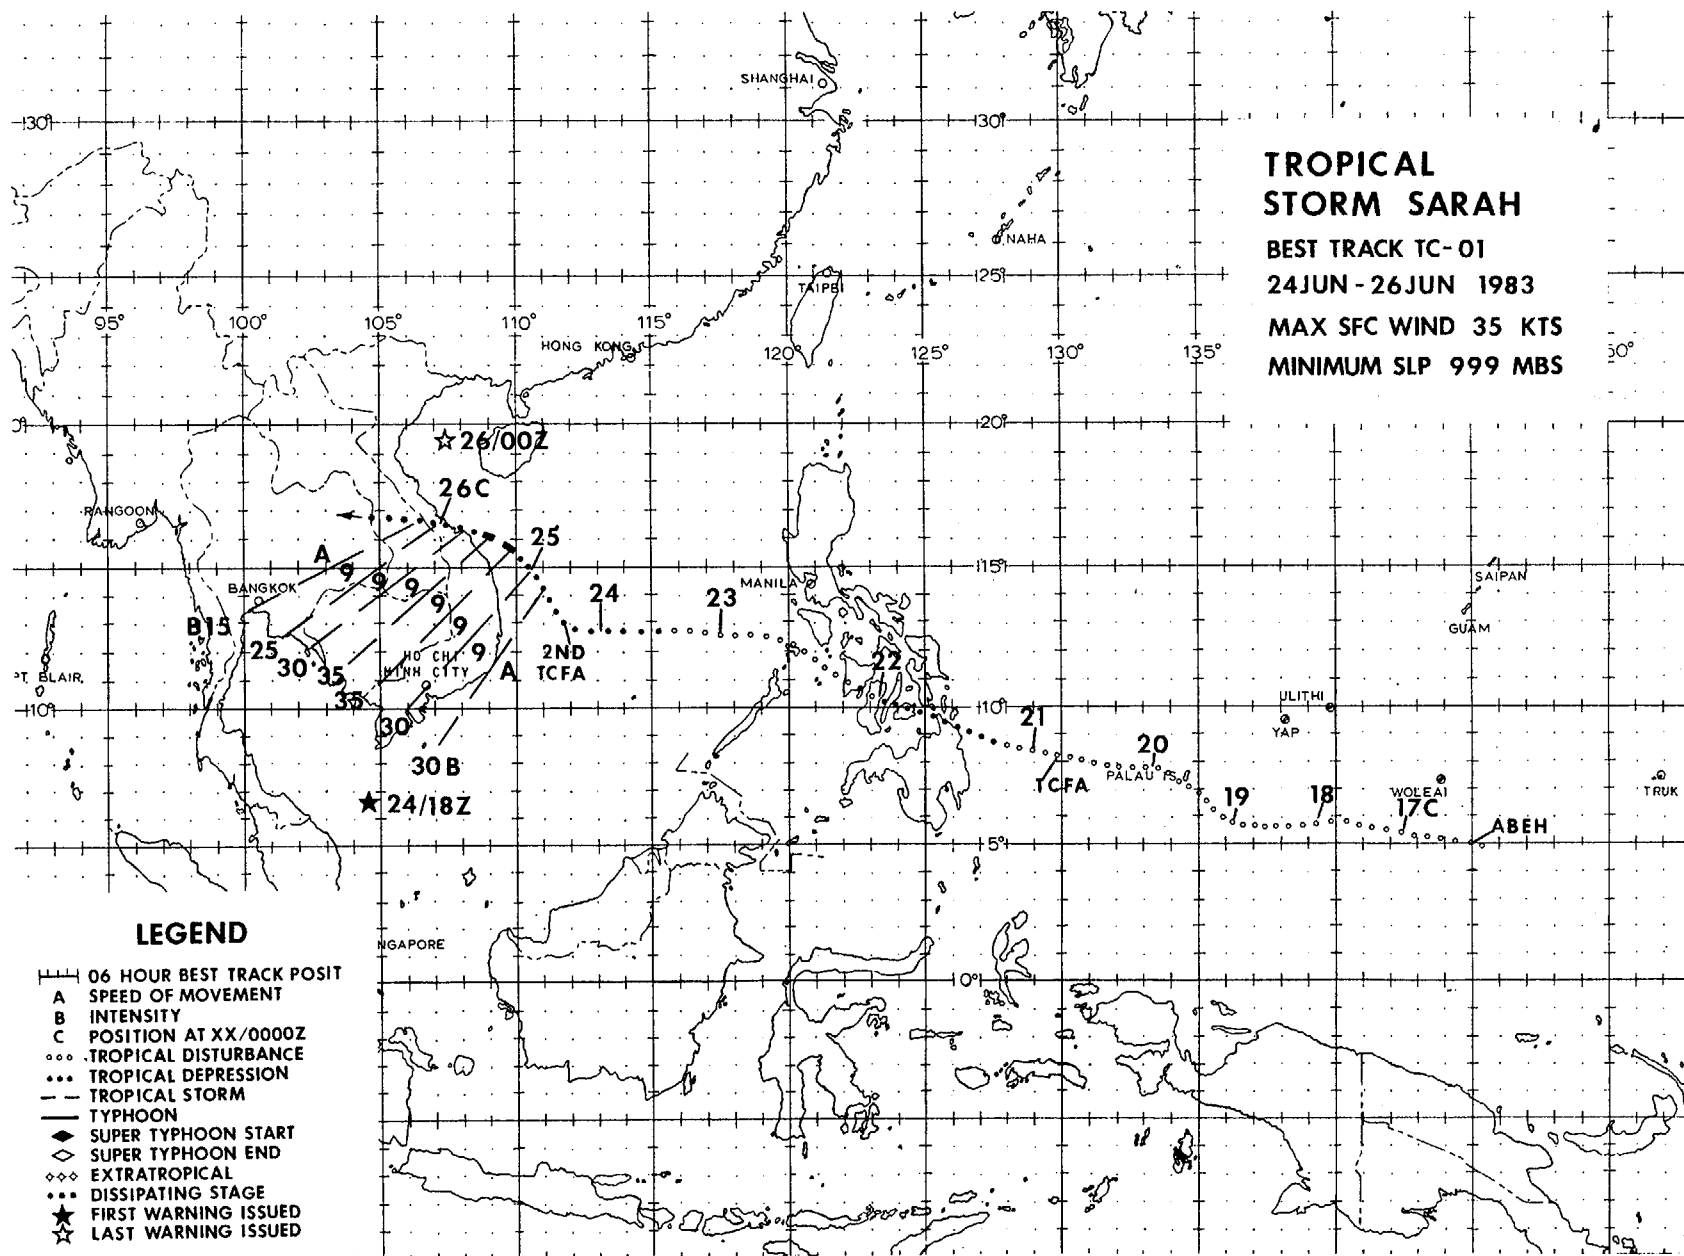 SHANGHAI
30°
30°
TROPICAL
STORM SARAH
BEST TRACK TC-01
24JUN-26JUN 1983
MAX SFC WIND 35 KTS
MINIMUM SLP 999 MBS
NAHA
25°
TAIPEI
95° 100° 105° 110° 115°
HONG KONG
120° 125° 130° 135°
20°
26/00Z
26C
RANGOON
25
A
9 9 9 9 9 9
15°
BANGKOK
MANILA
SAIPAN
24
23
GUAM
B15
25
30
35
35
30
30 B
2ND
TCFA
HO CHI
MINH CITY
A
22
PT. BLAIR
10°
10°
ULITHI
YAP
21
20
TCFA
PALAU IS.
WOLEAI
TRUK
24/18Z
19
18
17C
ABEH
5°
NGAPORE
0°
LEGEND
06 HOUR BEST TRACK POSIT
A SPEED OF MOVEMENT
B INTENSITY
C POSITION AT XX/0000Z
TROPICAL DISTURBANCE
TROPICAL DEPRESSION
TROPICAL STORM
TYPHOON
SUPER TYPHOON START
SUPER TYPHOON END
EXTRATROPICAL
DISSIPATING STAGE
FIRST WARNING ISSUED
LAST WARNING ISSUED